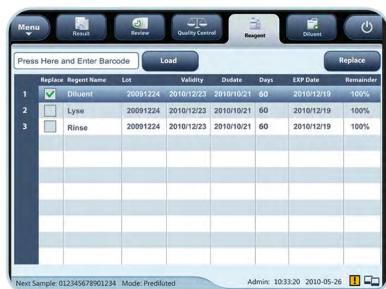 Menu Result Review Quality Control Reagent Diluent
Press Here and Enter Barcode Load Replace
Replace Regent Name Lot Validity Dsdate Days EXP Date Remainder
1 Diluent 20091224 2010/12/23 2010/10/21 60 2010/12/19 100%
2 Lyse 20091224 2010/12/23 2010/10/21 60 2010/12/19 100%
3 Rinse 20091224 2010/12/23 2010/10/21 60 2010/12/19 100%
Next Sample: 012345678901234 Mode: Prediluted Admin: 10:33:20 2010-05-26